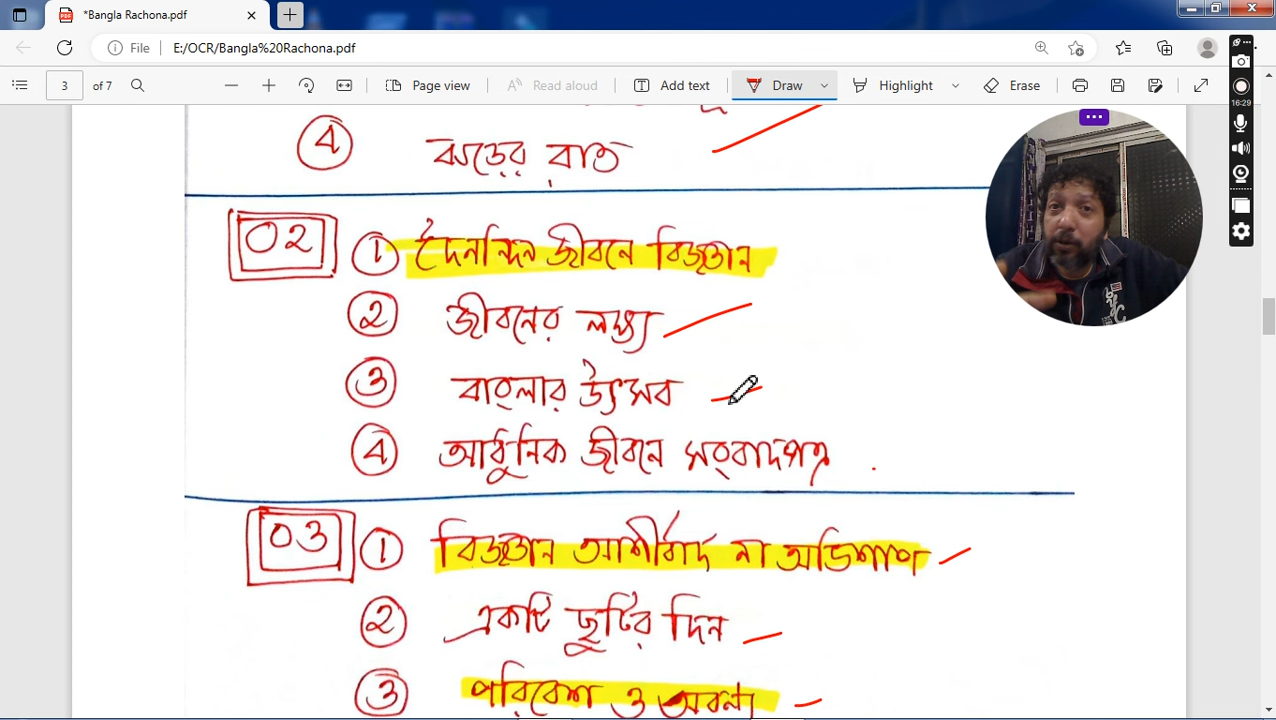 *Bangla Rachona.pdf
File E:/OCR/Bangla%20Rachona.pdf
3 of 7 Page view Read aloud Add text Draw Highlight Erase
16:29
④ ঝড়ের রাত
02 ① দৈনন্দিন জীবনে বিজ্ঞান
② জীবনের লক্ষ্য
③ বাংলার উৎসব
④ আধুনিক জীবনে সংবাদপত্র
03 ① বিজ্ঞান আশীর্বাদ না অভিশাপ
② একটি ছুটির দিন
③ পরিবেশ ও অরণ্য